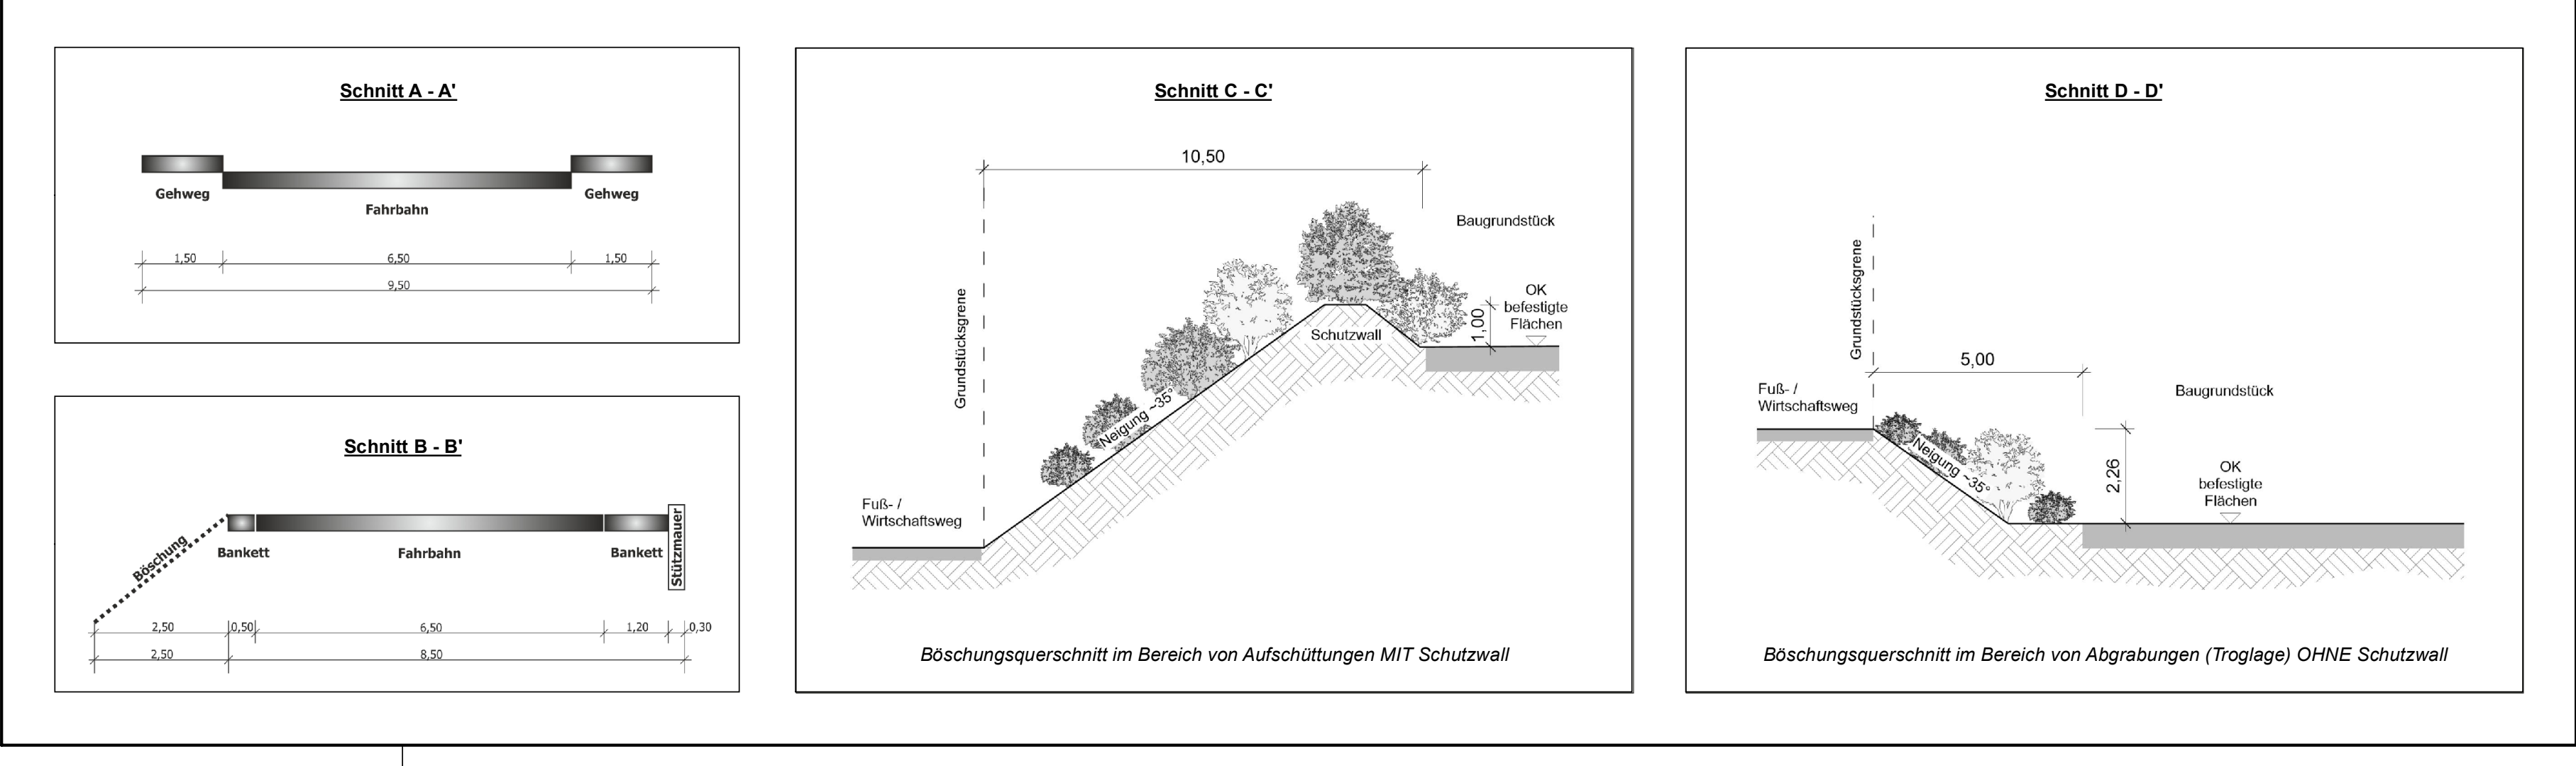 Schnitt A - A'
Gehweg
Gehweg
Fahrbahn
1,50
6,50
1,50
9,50
Schnitt B - B'
Böschung
Bankett
Fahrbahn
Bankett
Stützmauer
2,50
0,50
6,50
1,20
0,30
2,50
8,50
Schnitt C - C'
10,50
Baugrundstück
Grundstücksgrene
OK
befestigte
Flächen
1,00
Schutzwall
Neigung ~35°
Fuß- /
Wirtschaftsweg
Böschungsquerschnitt im Bereich von Aufschüttungen MIT Schutzwall
Schnitt D - D'
Grundstücksgrene
5,00
Fuß- /
Wirtschaftsweg
Baugrundstück
Neigung ~35°
2,26
OK
befestigte
Flächen
Böschungsquerschnitt im Bereich von Abgrabungen (Troglage) OHNE Schutzwall